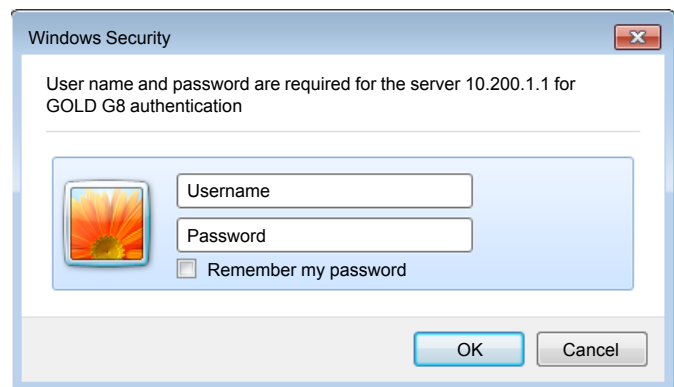 Windows Security
User name and password are required for the server 10.200.1.1 for
GOLD G8 authentication
Username
Password
Remember my password
OK
Cancel